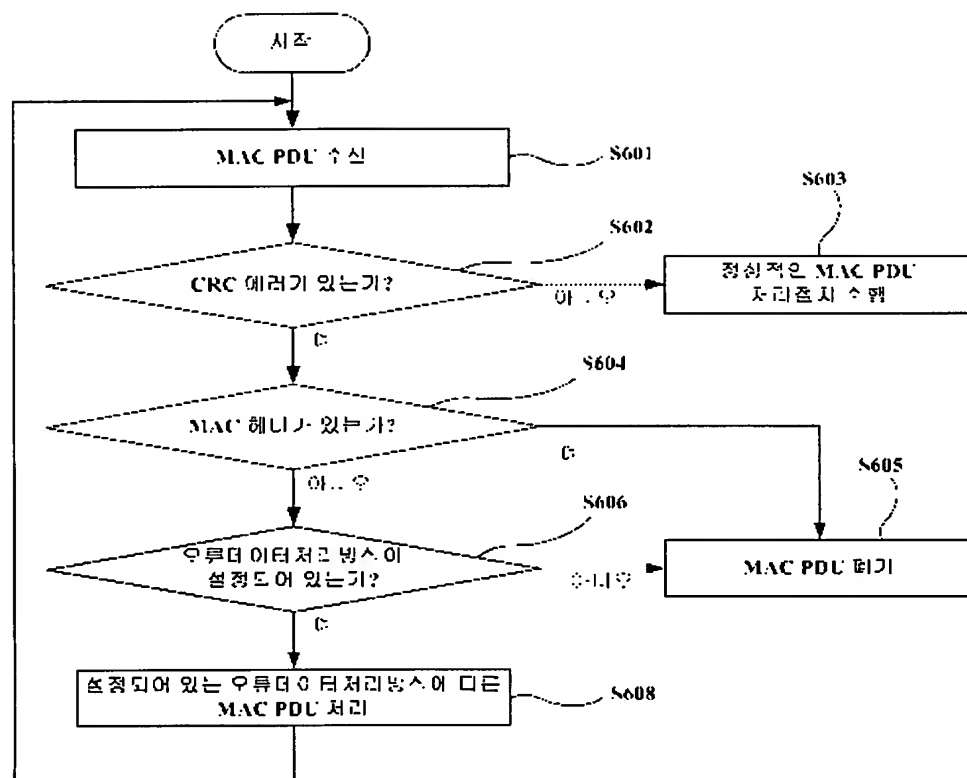 시작
MAC PDU 수신
S601
S602
S603
CRC 에러가 있는가?
정상적인 MAC PDU
처리절차 수행
아니오
예
S604
MAC 헤더가 있는가?
예
아니오
S605
S606
오류데이터처리방식이
설정되어 있는가?
아니오
MAC PDU 폐기
예
설정되어 있는 오류데이터처리방식에 따른
MAC PDU 처리
S608